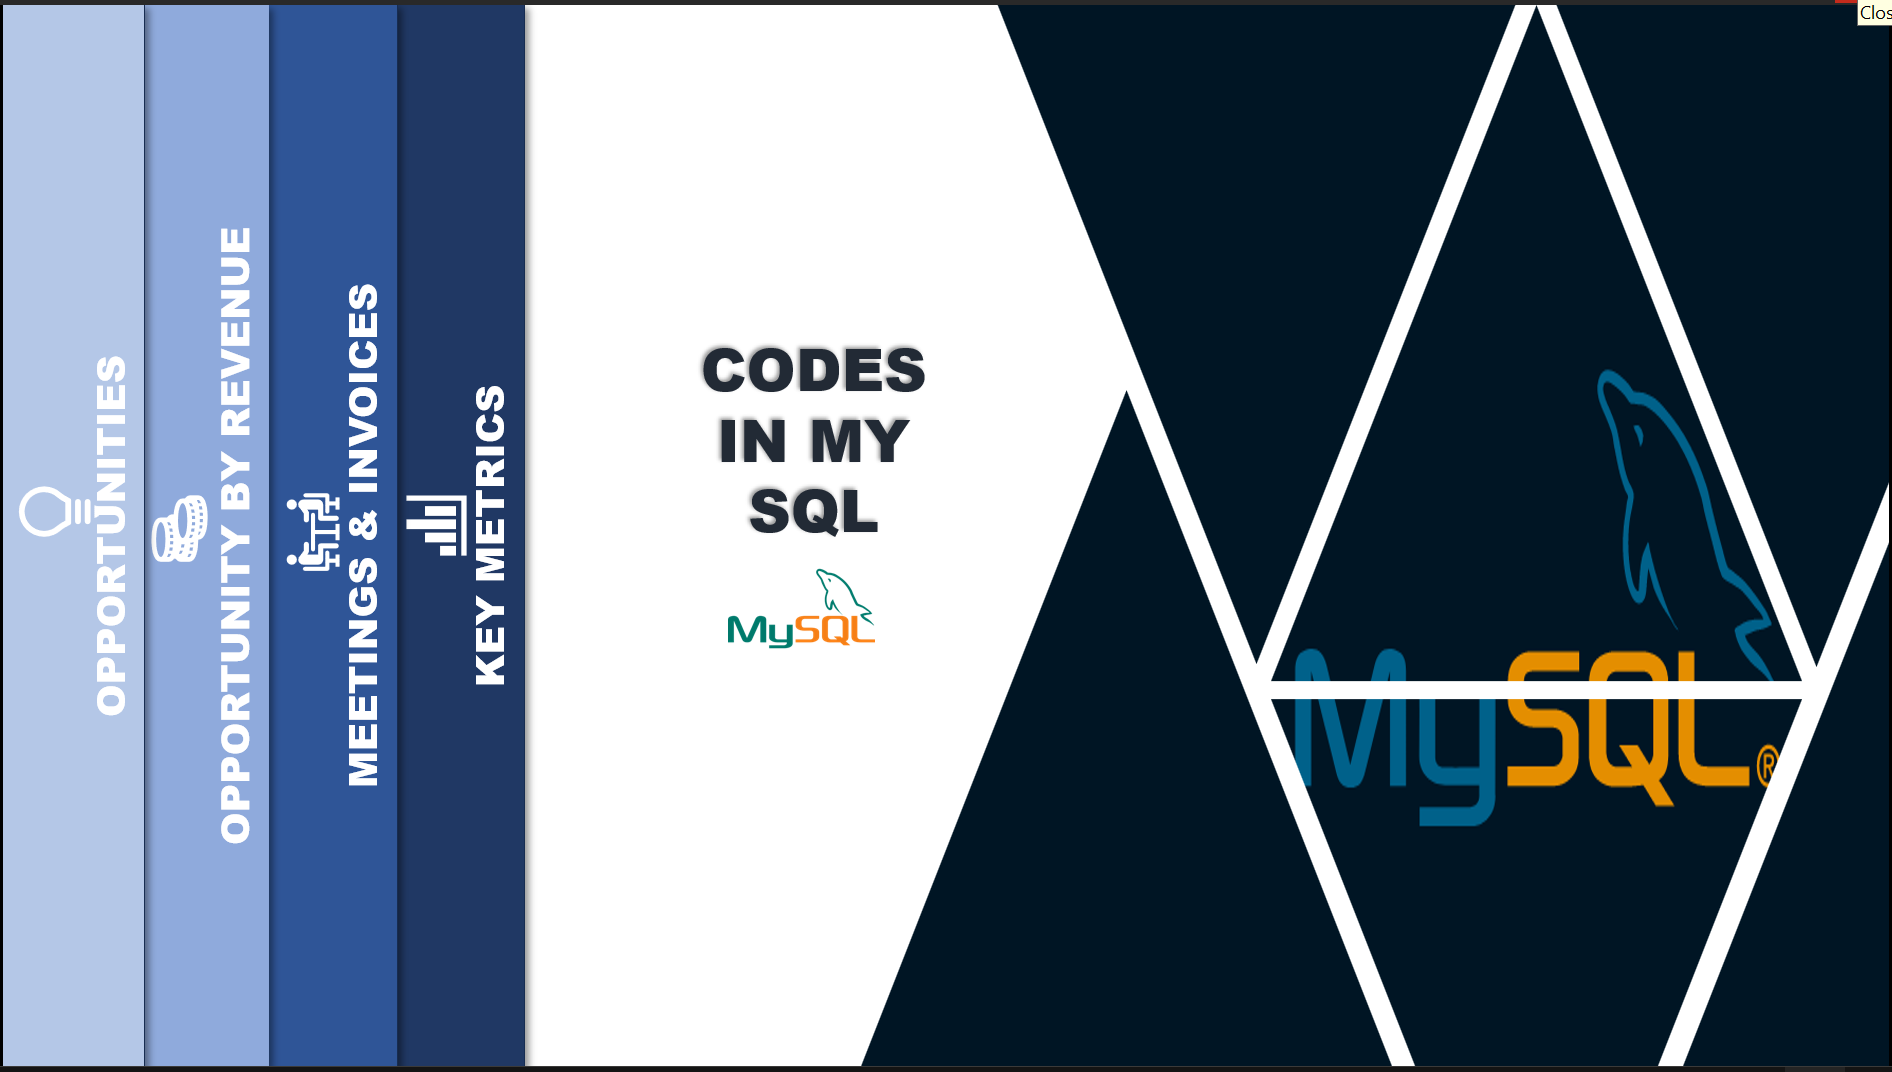 OPPORTUNITIES
OPPORTUNITY BY REVENUE
MEETINGS & INVOICES
KEY METRICS
CODES
IN MY
SQL
MySQL
MySQL®
Clos